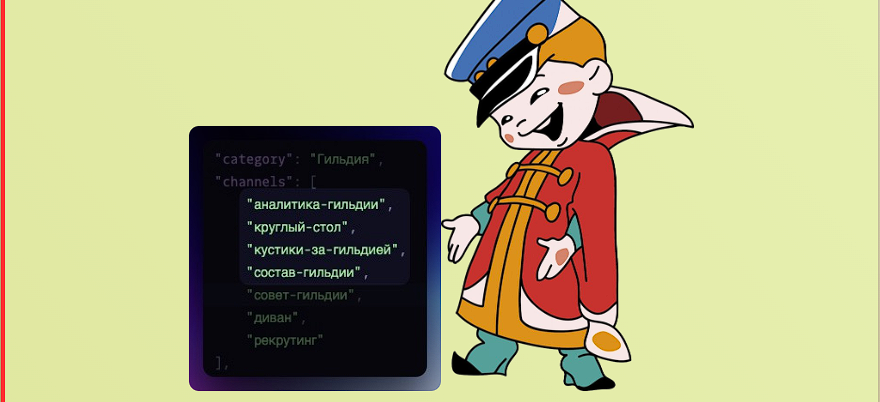 "category": "Гильдия",
"channels": [
"аналитика-гильдии",
"круглый-стол",
"кустики-за-гильдией",
"состав-гильдии",
"совет-гильдии",
"диван",
"рекрутинг"
],